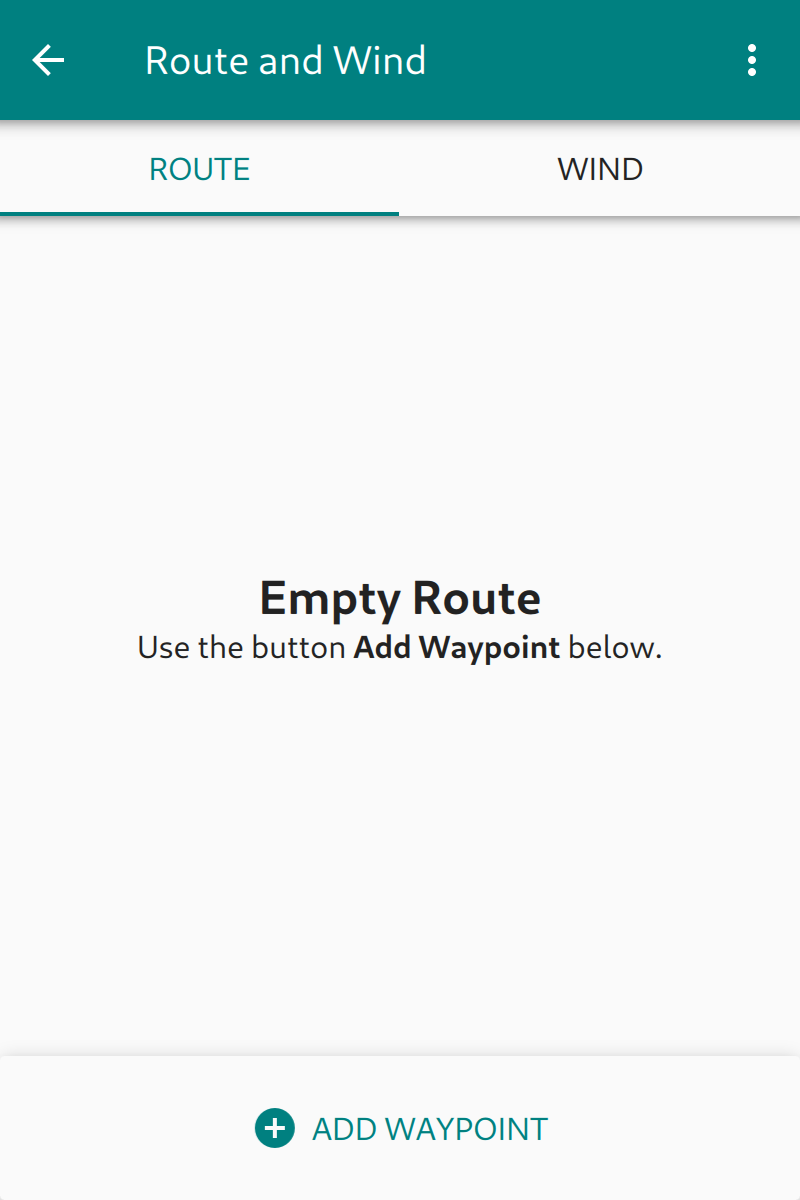 Route and Wind
ROUTE
WIND
Empty Route
Use the button Add Waypoint below.
ADD WAYPOINT